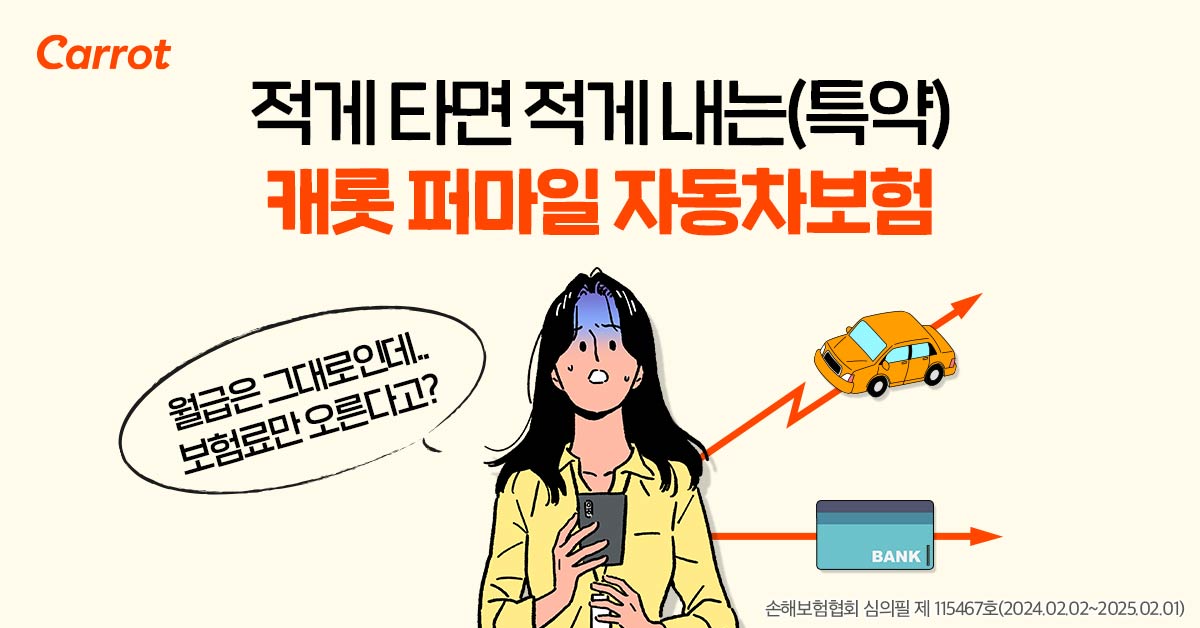 Carrot
적게 타면 적게 내는(특약)
캐롯 퍼마일 자동차보험
월급은 그대로인데..
보험료만 오른다고?
BANK
손해보험협회 심의필 제 115467호(2024.02.02~2025.02.01)